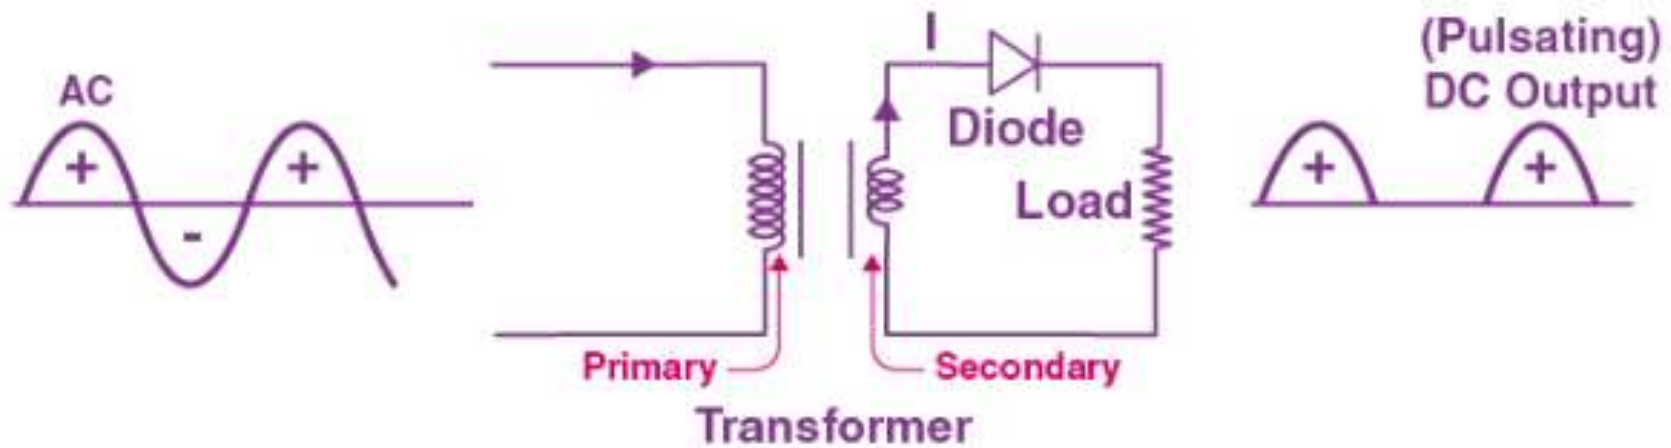 AC
+
+
-
I
Diode
Load
Primary
Secondary
Transformer
(Pulsating)
DC Output
+
+